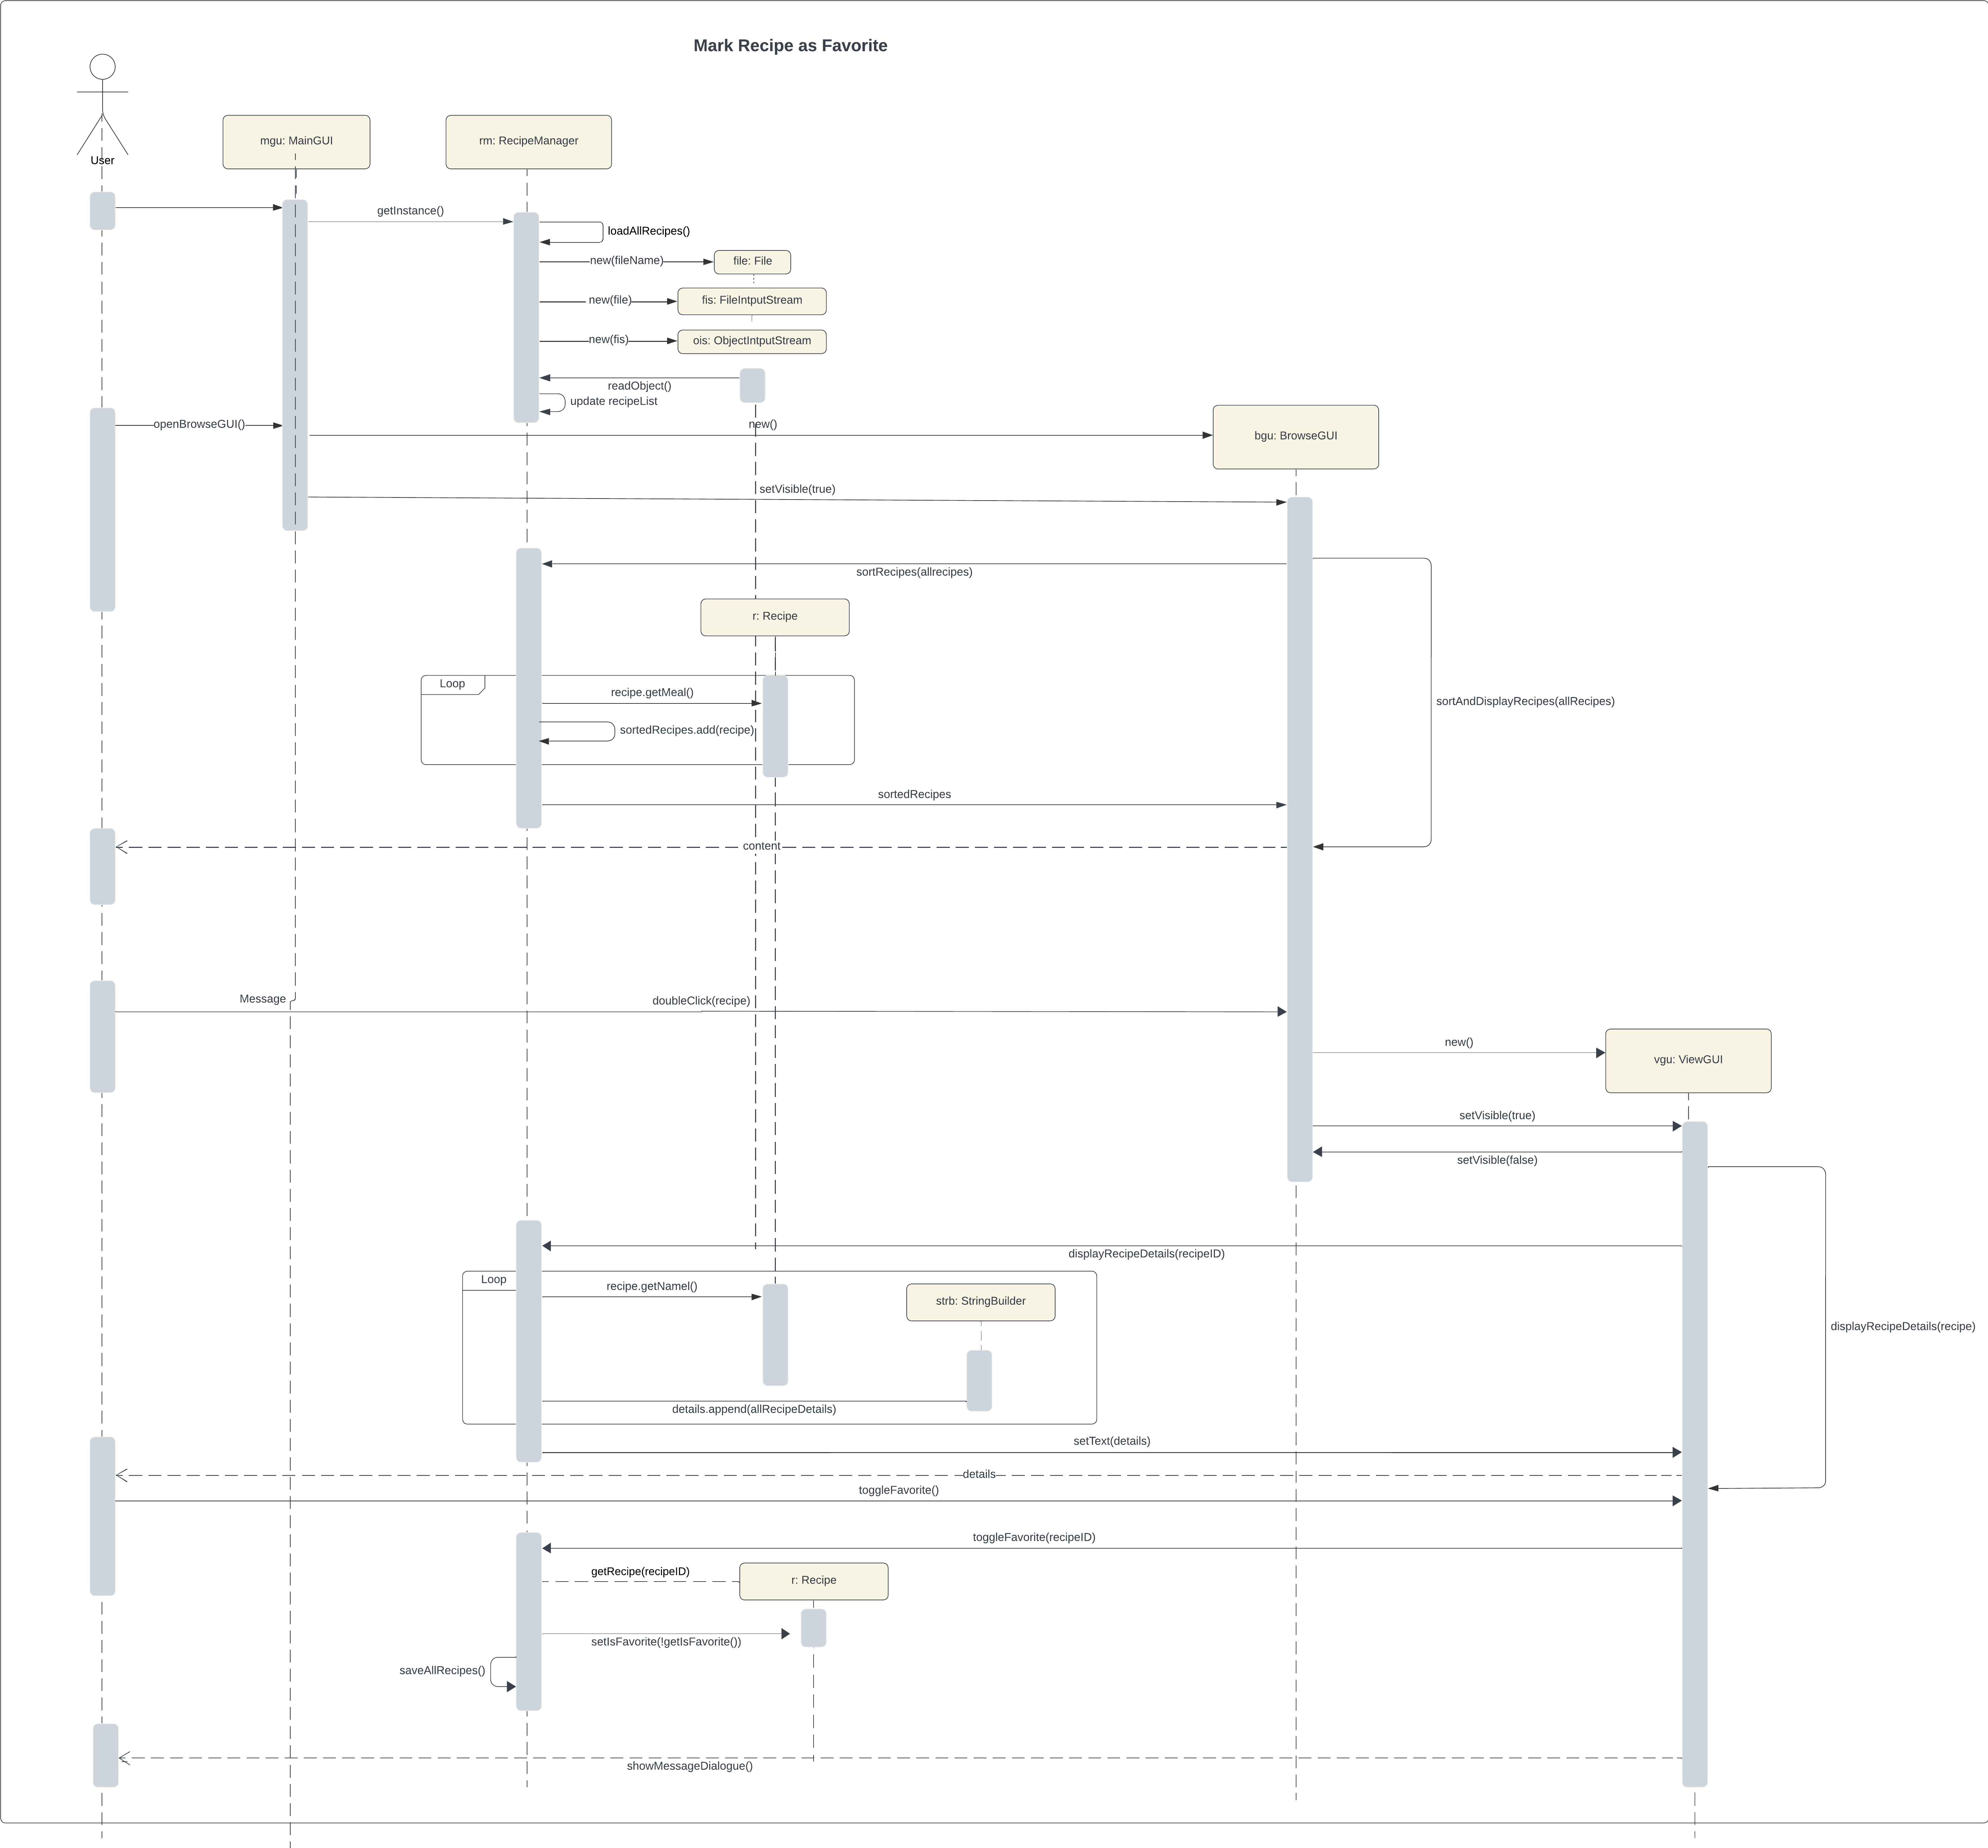 Mark Recipe as Favorite
User
mgu: MainGUI
rm: RecipeManager
getInstance()
loadAllRecipes()
new(fileName)
file: File
new(file)
fis: FileIntputStream
new(fis)
ois: ObjectIntputStream
readObject()
update recipeList
openBrowseGUI()
new()
bgu: BrowseGUI
setVisible(true)
sortRecipes(allrecipes)
r: Recipe
Loop
recipe.getMeal()
sortAndDisplayRecipes(allRecipes)
sortedRecipes.add(recipe)
sortedRecipes
content
Message
doubleClick(recipe)
new()
vgu: ViewGUI
setVisible(true)
setVisible(false)
displayRecipeDetails(recipeID)
Loop
recipe.getNamel()
strb: StringBuilder
displayRecipeDetails(recipe)
details.append(allRecipeDetails)
setText(details)
details
toggleFavorite()
toggleFavorite(recipeID)
getRecipe(recipeID)
r: Recipe
setIsFavorite(!getIsFavorite())
saveAllRecipes()
showMessageDialogue()